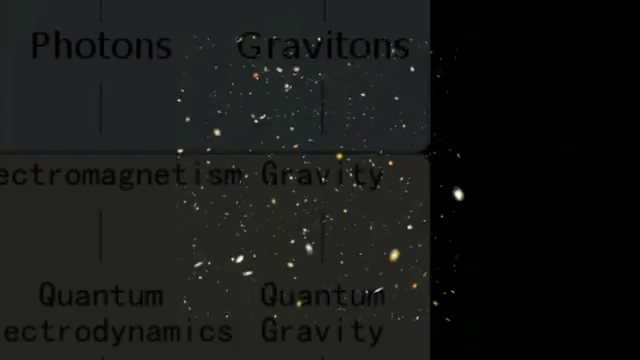 Photons Gravitons
ectromagnetism Gravity
Quantum Quantum
ectrodynamics Gravity